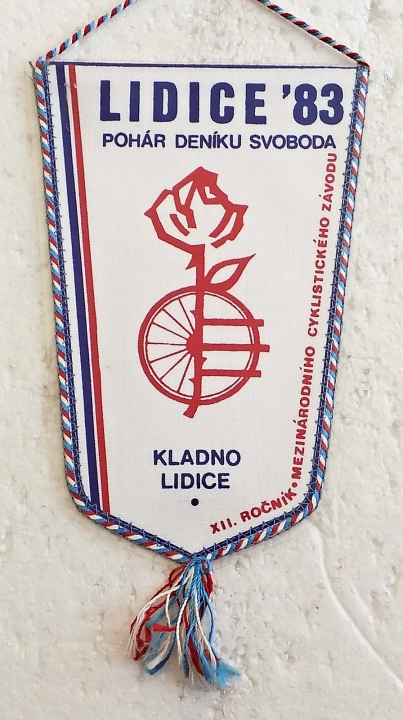 LIDICE '83
POHÁR DENÍKU SVOBODA
KLADNO
LIDICE
XII. ROČNÍK • MEZINÁRODNÍHO CYKLISTICKÉHO ZÁVODU